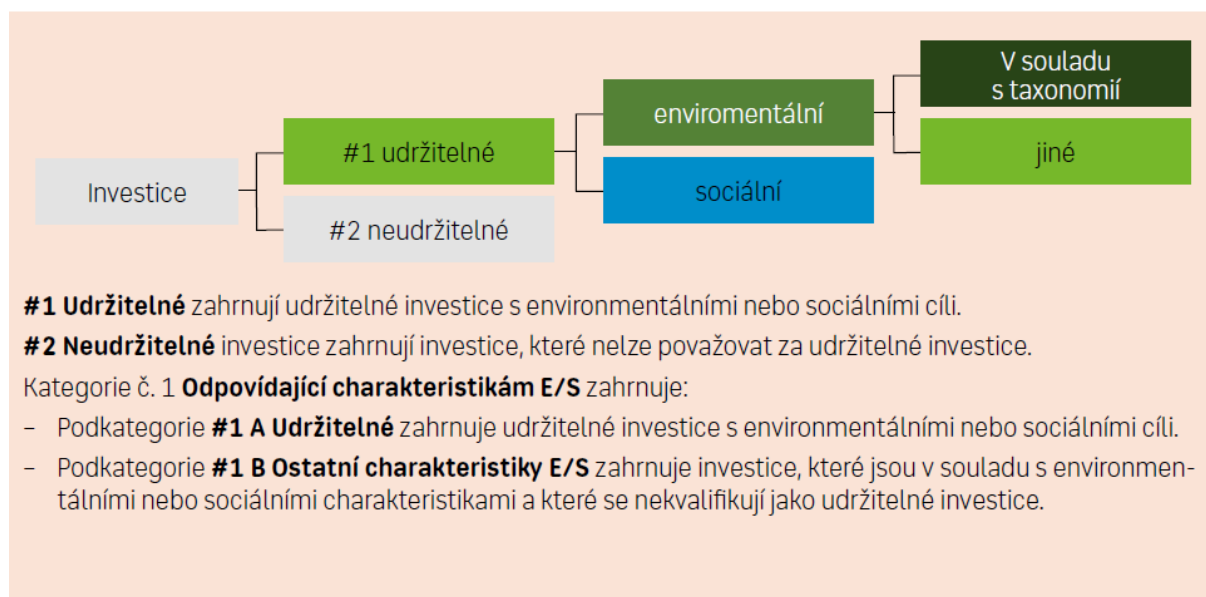 V souladu
s taxonomií
enviromentální
#1 udržitelné
jiné
Investice
sociální
#2 neudržitelné
#1 Udržitelné zahrnují udržitelné investice s environmentálními nebo sociálními cíli.
#2 Neudržitelné investice zahrnují investice, které nelze považovat za udržitelné investice.
Kategorie č. 1 Odpovídající charakteristikám E/S zahrnuje:
– Podkategorie #1 A Udržitelné zahrnuje udržitelné investice s environmentálními nebo sociálními cíli.
– Podkategorie #1 B Ostatní charakteristiky E/S zahrnuje investice, které jsou v souladu s environmen-
tálními nebo sociálními charakteristikami a které se nekvalifikují jako udržitelné investice.